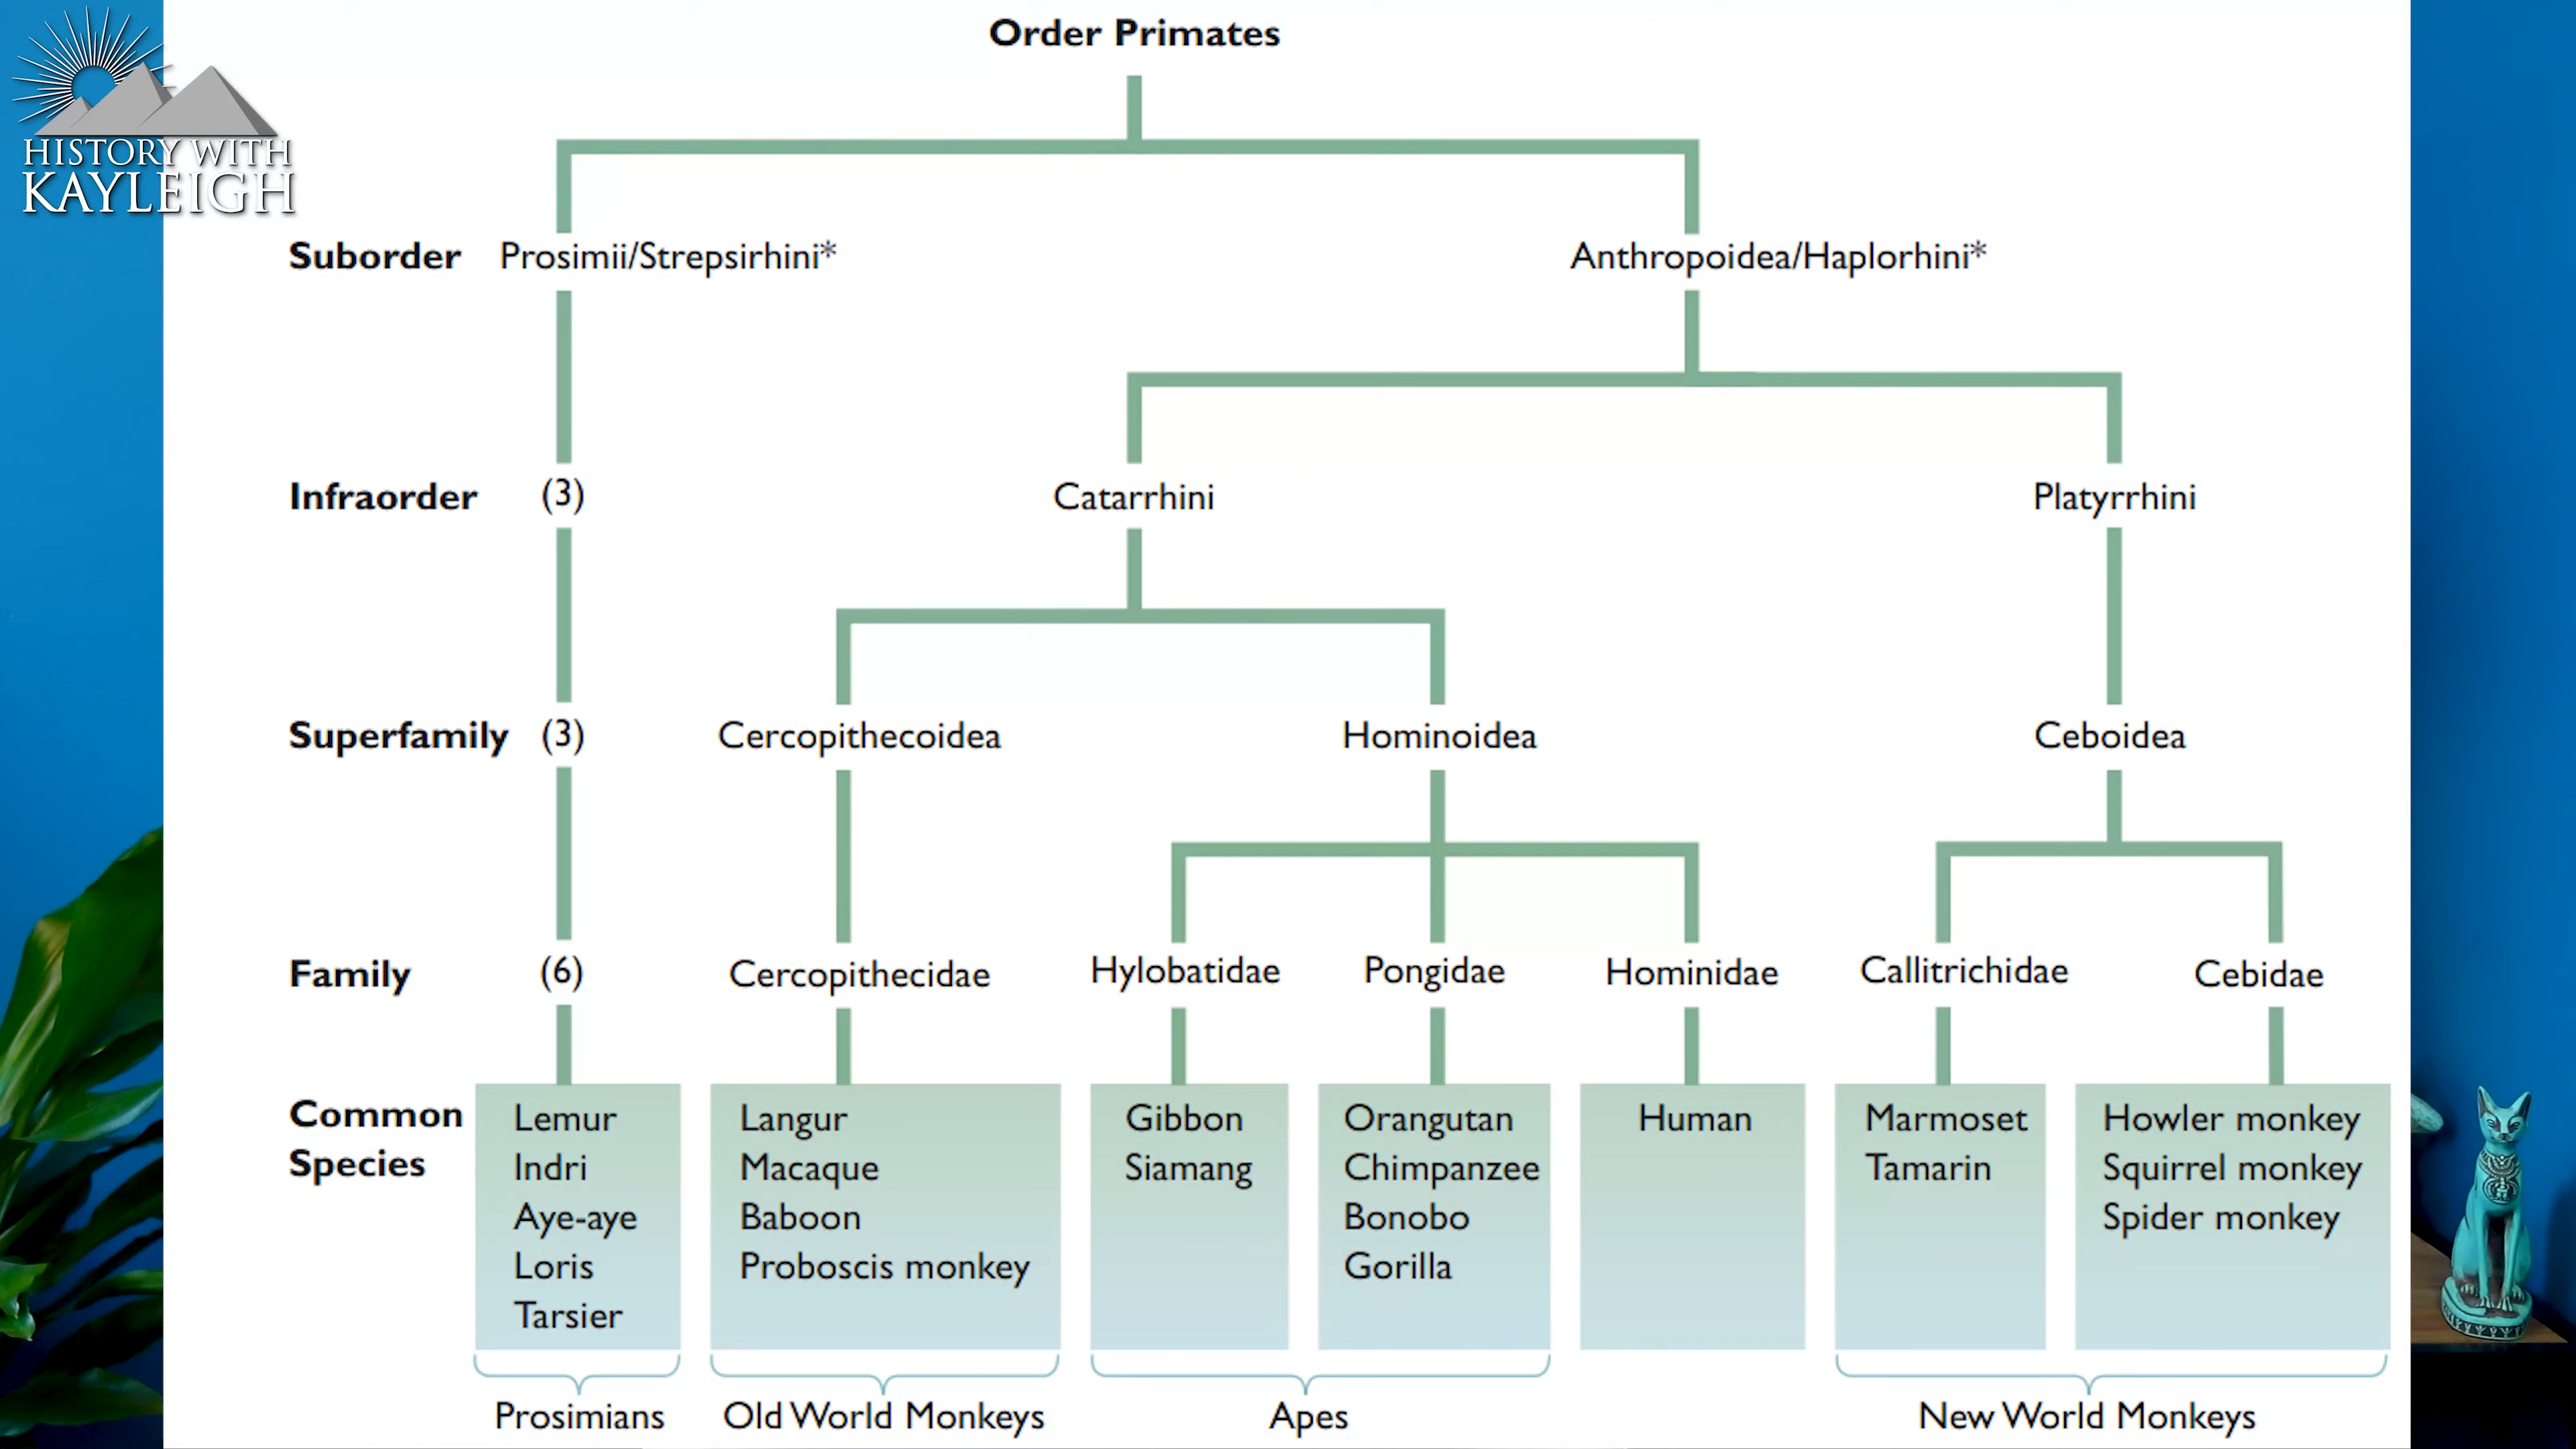 HISTORY WITH
KAYLEIGH
Order Primates
Suborder Prosimii/Strepsirhini* Anthropoidea/Haplorhini*
Infraorder (3) Catarrhini Platyrrhini
Superfamily (3) Cercopithecoidea Hominoidea Ceboidea
Family (6) Cercopithecidae Hylobatidae Pongidae Hominidae Callitrichidae Cebidae
Common
Species
Lemur
Indri
Aye-aye
Loris
Tarsier
Langur
Macaque
Baboon
Proboscis monkey
Gibbon
Siamang
Orangutan
Chimpanzee
Bonobo
Gorilla
Human
Marmoset
Tamarin
Howler monkey
Squirrel monkey
Spider monkey
Prosimians Old World Monkeys Apes New World Monkeys